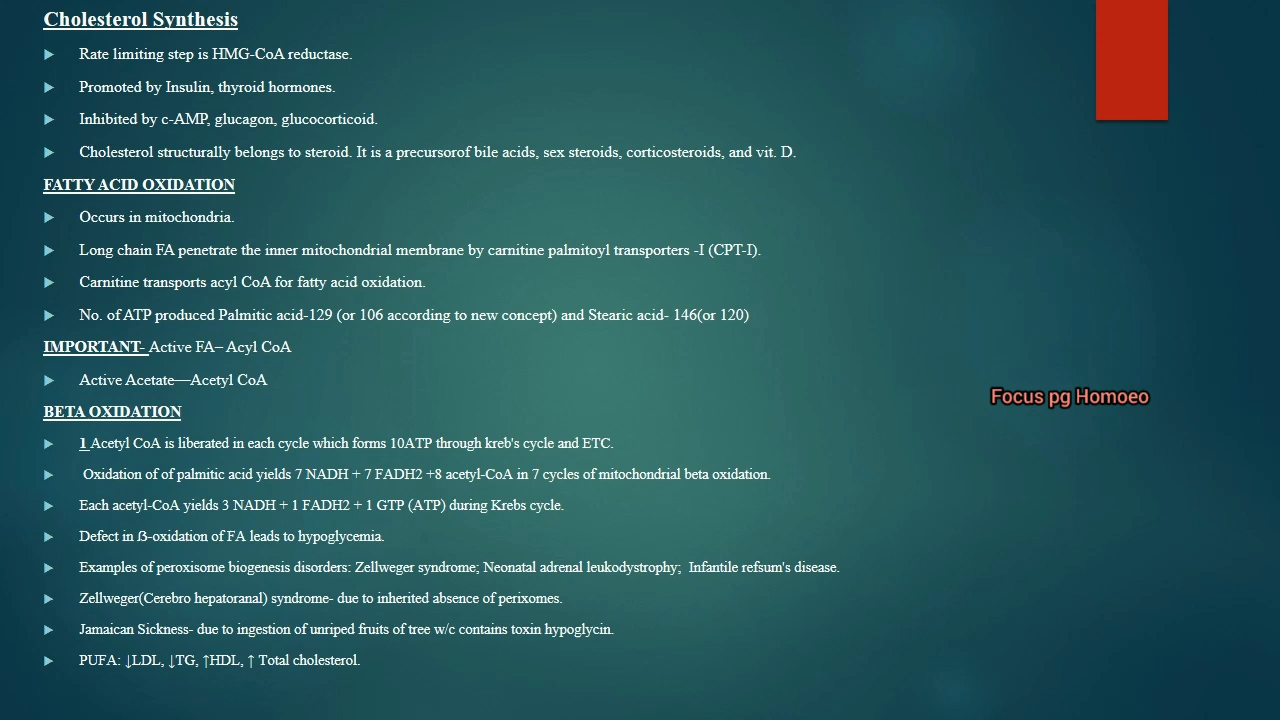 Cholesterol Synthesis
Rate limiting step is HMG-CoA reductase.
Promoted by Insulin, thyroid hormones.
Inhibited by c-AMP, glucagon, glucocorticoid.
Cholesterol structurally belongs to steroid. It is a precursorof bile acids, sex steroids, corticosteroids, and vit. D.
FATTY ACID OXIDATION
Occurs in mitochondria.
Long chain FA penetrate the inner mitochondrial membrane by carnitine palmitoyl transporters -I (CPT-I).
Carnitine transports acyl CoA for fatty acid oxidation.
No. of ATP produced Palmitic acid-129 (or 106 according to new concept) and Stearic acid- 146(or 120)
IMPORTANT- Active FA– Acyl CoA
Active Acetate—Acetyl CoA
BETA OXIDATION
1 Acetyl CoA is liberated in each cycle which forms 10ATP through kreb's cycle and ETC.
Oxidation of of palmitic acid yields 7 NADH + 7 FADH2 +8 acetyl-CoA in 7 cycles of mitochondrial beta oxidation.
Each acetyl-CoA yields 3 NADH + 1 FADH2 + 1 GTP (ATP) during Krebs cycle.
Defect in ß-oxidation of FA leads to hypoglycemia.
Examples of peroxisome biogenesis disorders: Zellweger syndrome; Neonatal adrenal leukodystrophy; Infantile refsum's disease.
Zellweger(Cerebro hepatoranal) syndrome- due to inherited absence of perixomes.
Jamaican Sickness- due to ingestion of unriped fruits of tree w/c contains toxin hypoglycin.
PUFA: ↓LDL, ↓TG, ↑HDL, ↑ Total cholesterol.
Focus pg Homoeo